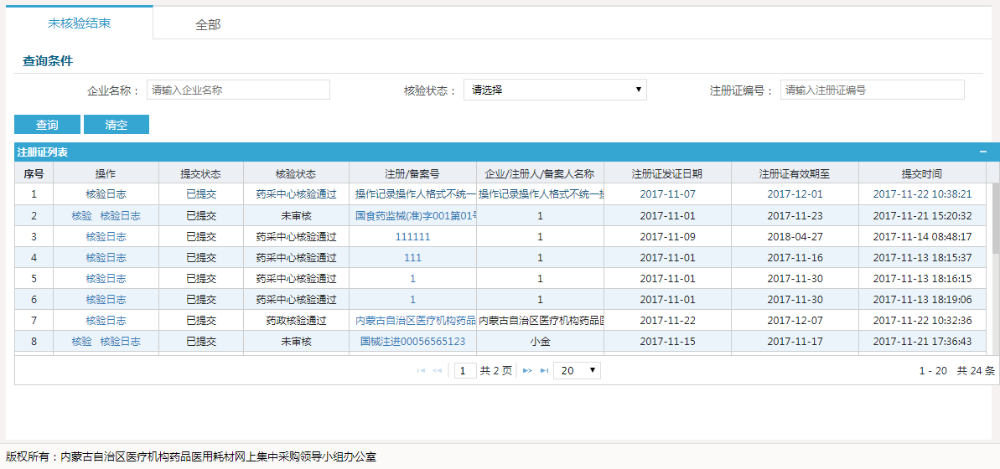 未核验结束 全部
查询条件
企业名称： 请输入企业名称 核验状态： 请选择 注册证编号： 请输入注册证编号
查询 清空
注册证列表
序号 操作 提交状态 核验状态 注册/备案号 企业/注册人/备案人名称 注册证发证日期 注册证有效期至 提交时间
1 核验日志 已提交 药采中心核验通过 操作记录操作人格式不统一 操作记录操作人格式不统一 2017-11-07 2017-12-01 2017-11-22 10:38:21
2 核验 核验日志 已提交 未审核 国食药监械(准)字001第01号 1 2017-11-01 2017-11-23 2017-11-21 15:20:32
3 核验日志 已提交 药采中心核验通过 111111 1 2017-11-09 2018-04-27 2017-11-14 08:48:17
4 核验日志 已提交 药采中心核验通过 111 1 2017-11-01 2017-11-16 2017-11-13 18:15:37
5 核验日志 已提交 药采中心核验通过 1 1 2017-11-01 2017-11-30 2017-11-13 18:16:15
6 核验日志 已提交 药采中心核验通过 1 1 2017-11-01 2017-11-30 2017-11-13 18:19:06
7 核验日志 已提交 药政核验通过 内蒙古自治区医疗机构药品 内蒙古自治区医疗机构药品医 2017-11-22 2017-12-07 2017-11-22 10:32:36
8 核验 核验日志 已提交 未审核 国械注进00056565123 小金 2017-11-15 2017-11-17 2017-11-21 17:36:43
1 共 2 页 20 1 - 20 共 24 条
版权所有：内蒙古自治区医疗机构药品医用耗材网上集中采购领导小组办公室